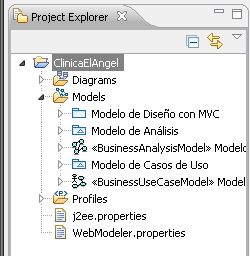 Project Explorer
ClinicaElAngel
Diagrams
Models
Modelo de Diseño con MVC
Modelo de Análisis
«BusinessAnalysisModel» Modelo
Modelo de Casos de Uso
«BusinessUseCaseModel» Model
Profiles
j2ee.properties
WebModeler.properties